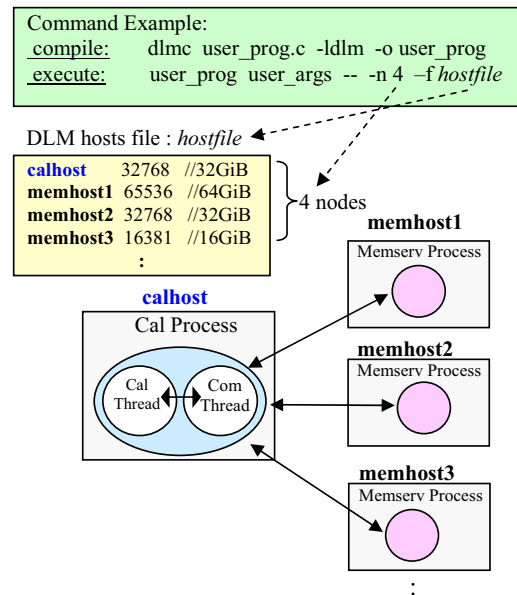 Command Example:
compile: dlmc user_prog.c -ldlm -o user_prog
execute: user_prog user_args -- -n 4 –f hostfile
DLM hosts file : hostfile
calhost 32768 //32GiB
memhost1 65536 //64GiB
memhost2 32768 //32GiB
memhost3 16381 //16GiB
:
4 nodes
memhost1
Memserv Process
calhost
Cal Process
Cal Thread
Com Thread
memhost2
Memserv Process
memhost3
Memserv Process
: